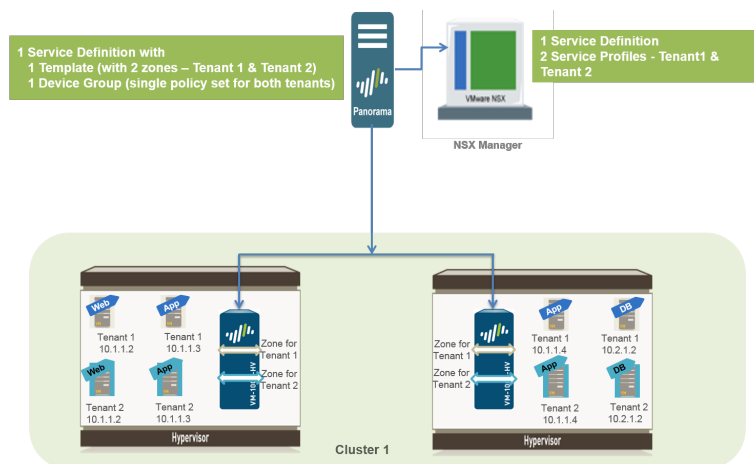 1 Service Definition with
1 Template (with 2 zones – Tenant 1 & Tenant 2)
1 Device Group (single policy set for both tenants)
Panorama
VMware NSX
NSX Manager
1 Service Definition
2 Service Profiles - Tenant1 &
Tenant 2
Web
App
Tenant 1
10.1.1.2
Tenant 1
10.1.1.3
Web
App
Tenant 2
10.1.1.2
Tenant 2
10.1.1.3
Zone for
Tenant 1
Zone for
Tenant 2
Hypervisor
Zone for
Tenant 1
Zone for
Tenant 2
App
DB
Tenant 1
10.1.1.4
Tenant 1
10.2.1.2
App
DB
Tenant 2
10.1.1.4
Tenant 2
10.2.1.2
Hypervisor
Cluster 1